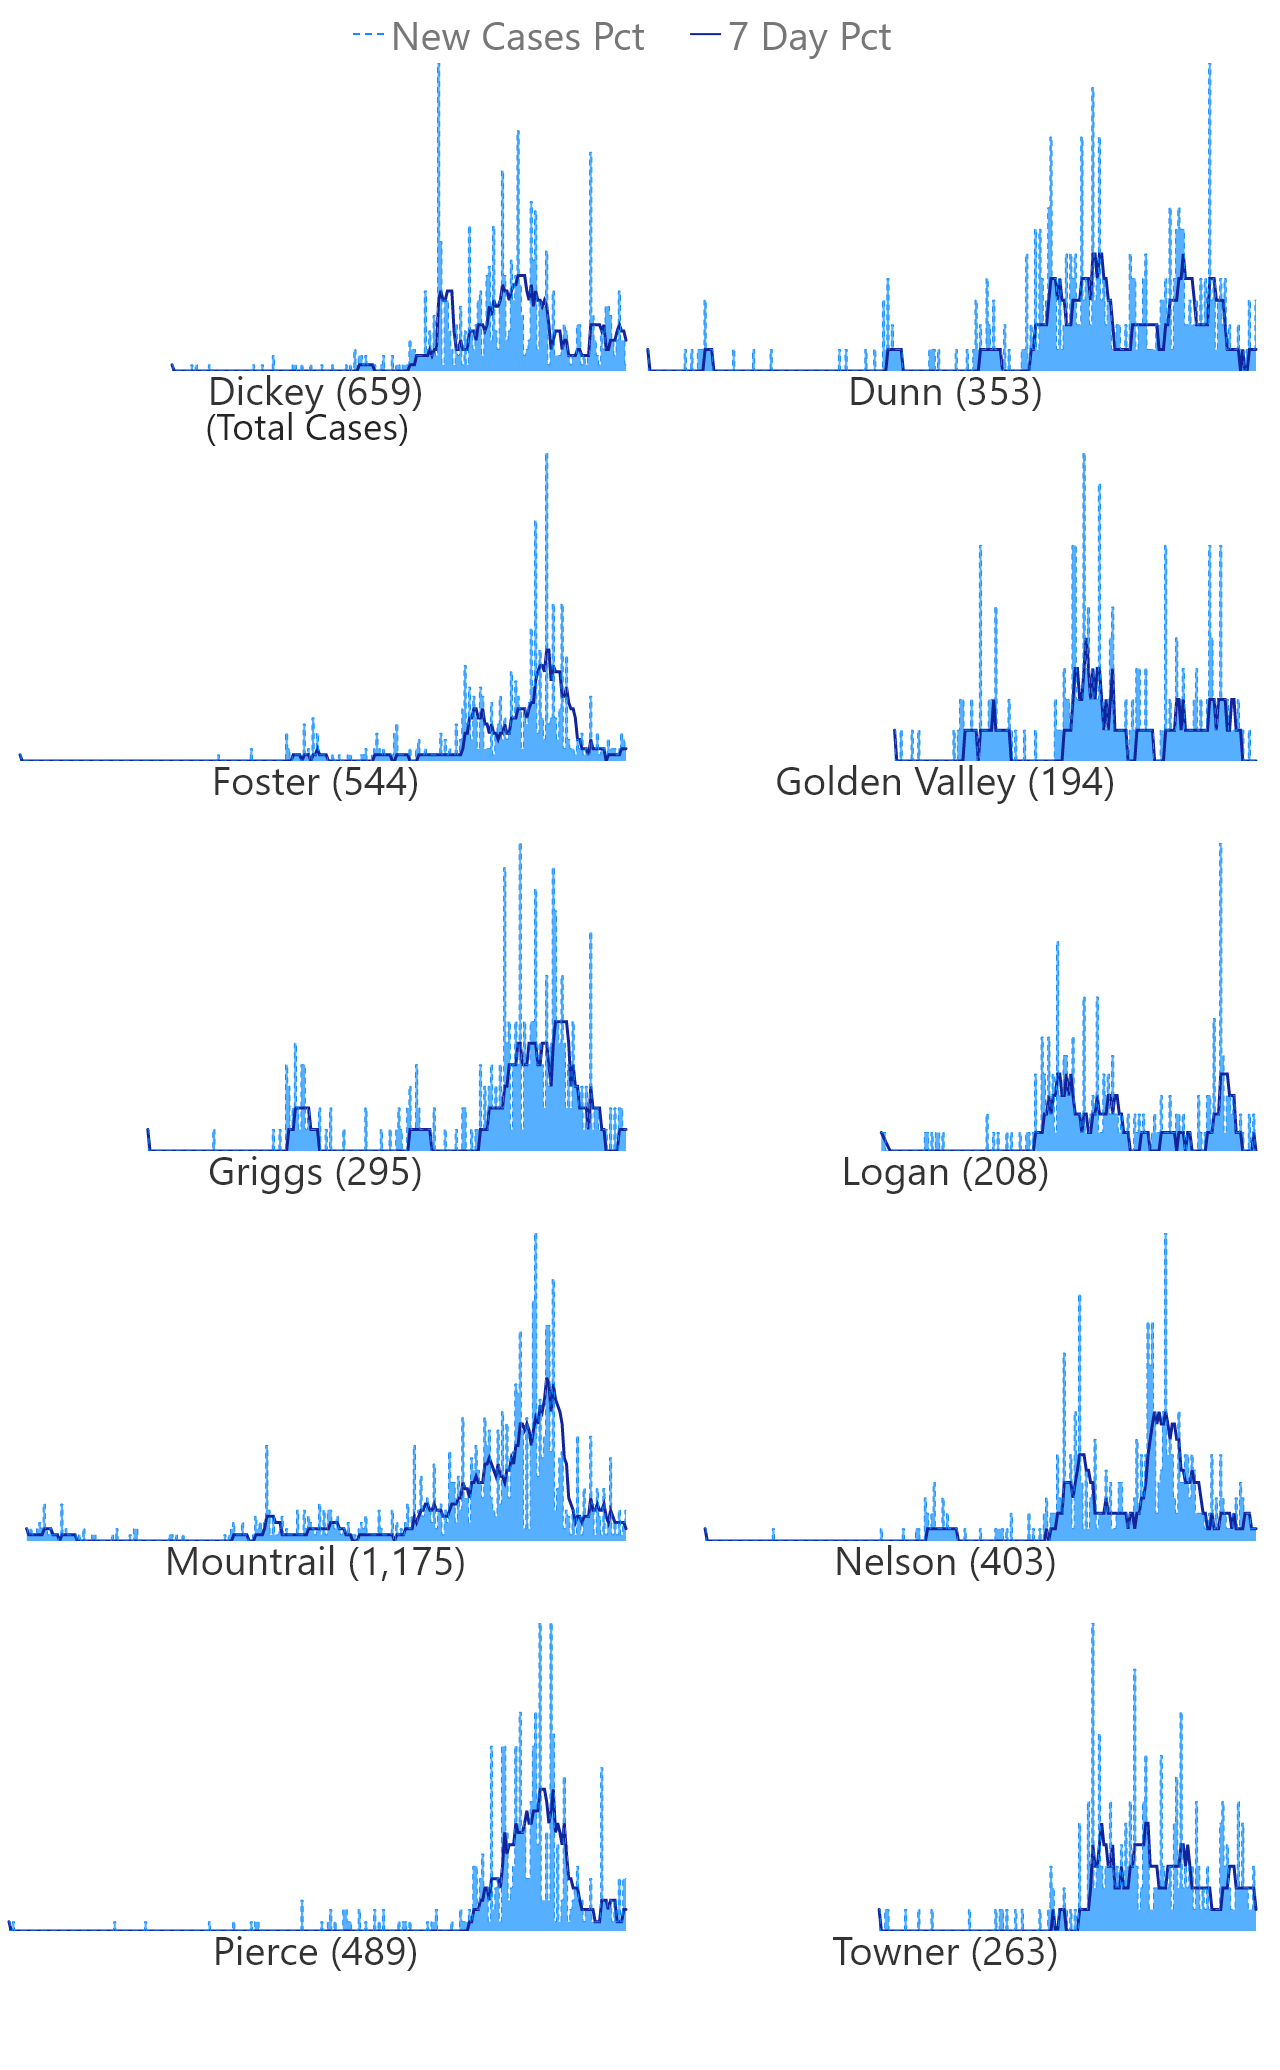 New Cases Pct 7 Day Pct
Dickey (659) Dunn (353)
(Total Cases)
Foster (544) Golden Valley (194)
Griggs (295) Logan (208)
Mountrail (1,175) Nelson (403)
Pierce (489) Towner (263)